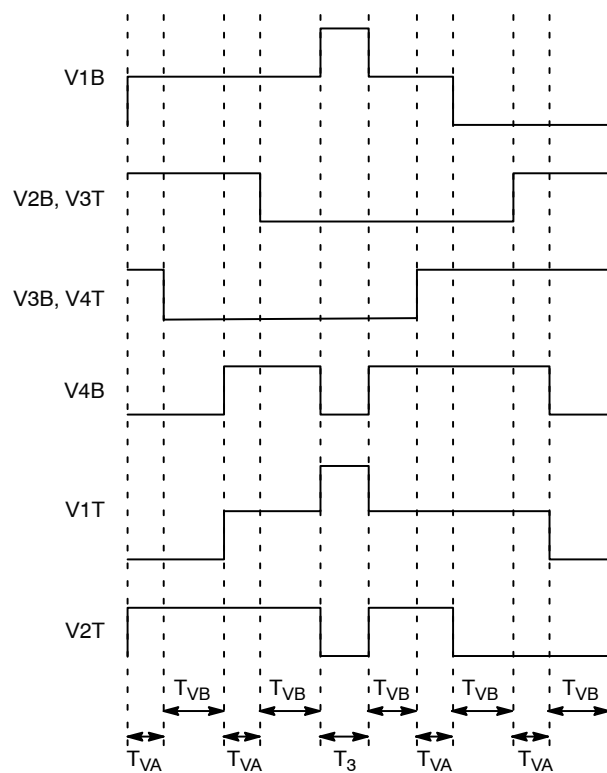 V1B
V2B, V3T
V3B, V4T
V4B
V1T
V2T
TVB TVB TVB TVB TVB
TVA TVA T3 TVA TVA